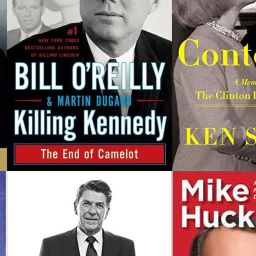 #1
NEW YORK TIMES
BESTSELLING AUTHORS
OF KILLING LINCOLN
BILL O'REILLY
& MARTIN DUGARD
Killing Kennedy
The End of Camelot
Conte
A Mem
The Clinton
KEN S
Mike
Huck